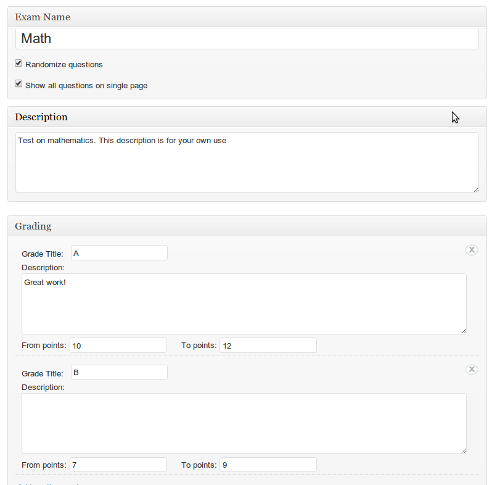 Exam Name
Math
Randomize questions
Show all questions on single page
Description
Test on mathematics. This description is for your own use
Grading
Grade Title: A X
Description:
Great work!
From points: 10 To points: 12
Grade Title: B X
Description:
From points: 7 To points: 9